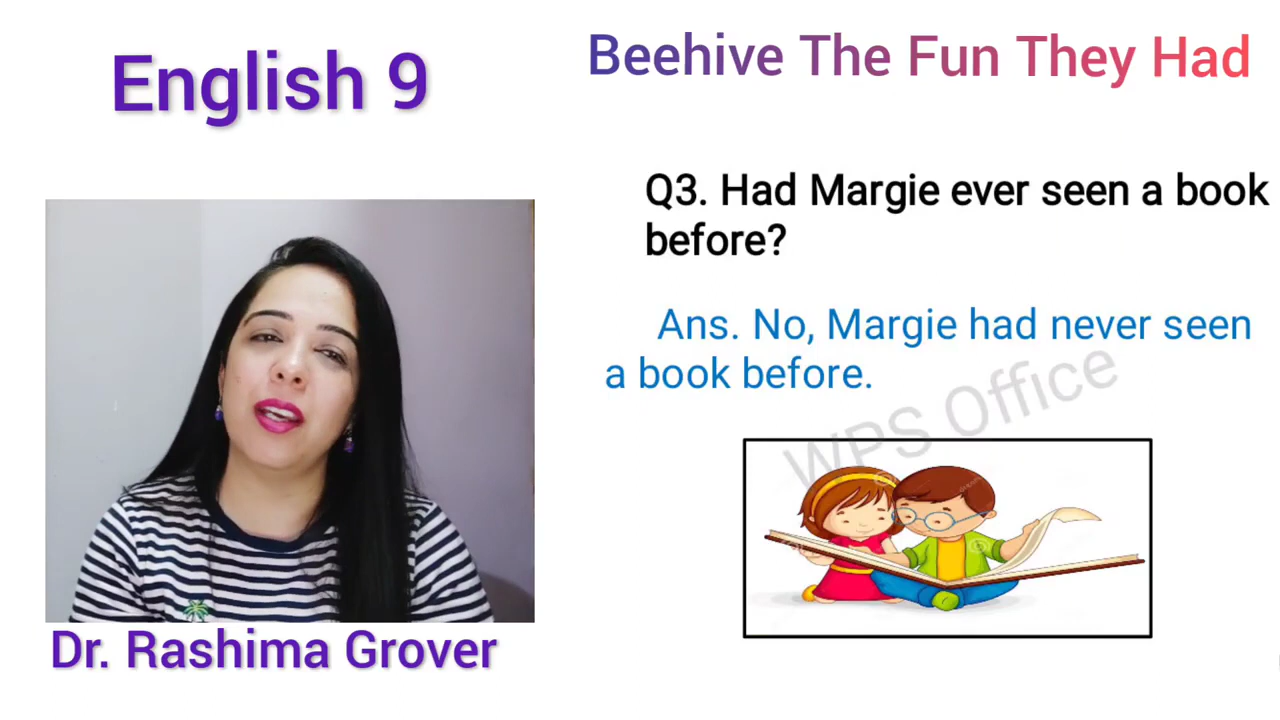 English 9
Beehive The Fun They Had
Q3. Had Margie ever seen a book
before?
Ans. No, Margie had never seen
a book before.
WPS Office
Dr. Rashima Grover